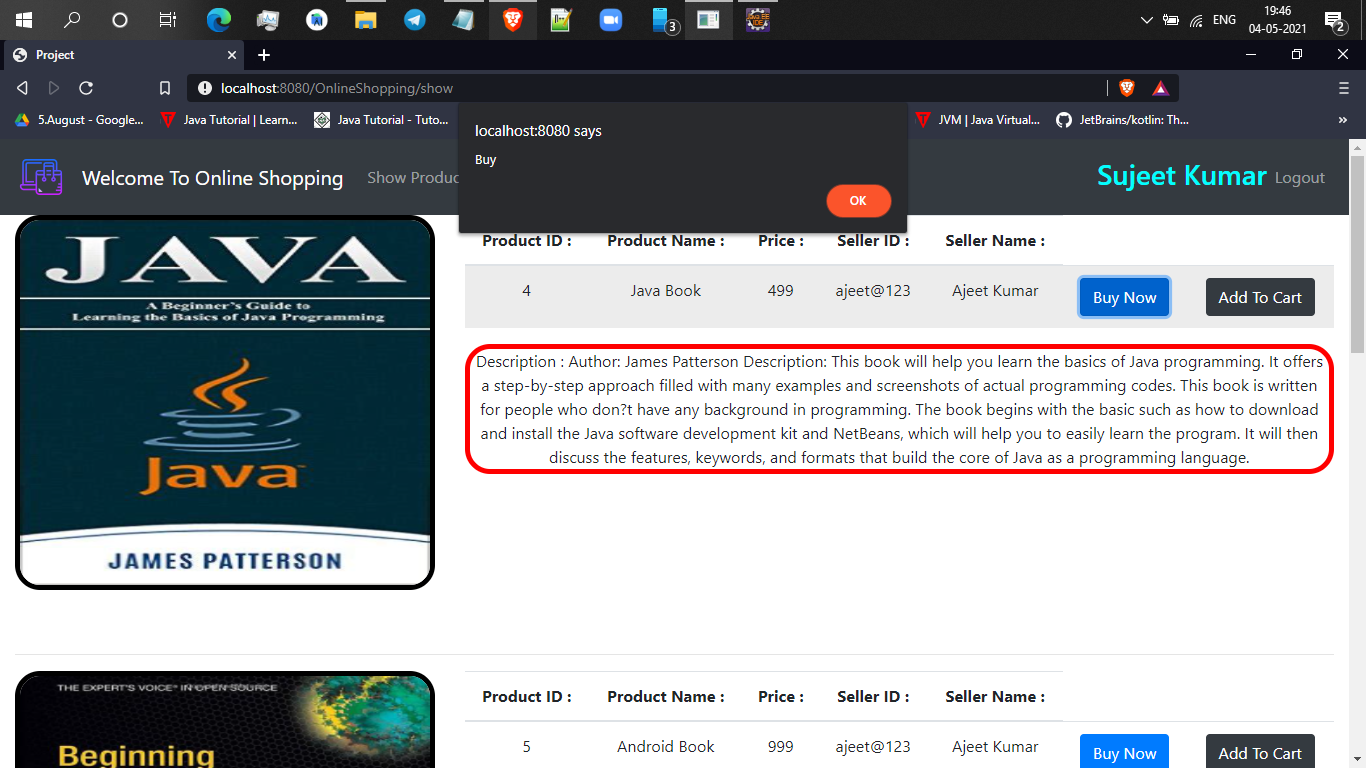 19:46
ENG
04-05-2021
3
2
Project
localhost:8080/OnlineShopping/show
5.August - Google...
Java Tutorial | Learn...
Java Tutorial - Tuto...
JVM | Java Virtual...
JetBrains/kotlin: Th...
»
localhost:8080 says
Buy
OK
Welcome To Online Shopping
Show Produc
Sujeet Kumar
Logout
JAVA
A Beginner's Guide to
Learning the Basics of Java Programming
Java
JAMES PATTERSON
Product ID : Product Name : Price : Seller ID : Seller Name :
4 Java Book 499 ajeet@123 Ajeet Kumar Buy Now Add To Cart
Description : Author: James Patterson Description: This book will help you learn the basics of Java programming. It offers
a step-by-step approach filled with many examples and screenshots of actual programming codes. This book is written
for people who don?t have any background in programming. The book begins with the basic such as how to download
and install the Java software development kit and NetBeans, which will help you to easily learn the program. It will then
discuss the features, keywords, and formats that build the core of Java as a programming language.
THE EXPERT'S VOICE® IN OPEN SOURCE
Beginning
Product ID : Product Name : Price : Seller ID : Seller Name :
5 Android Book 999 ajeet@123 Ajeet Kumar Buy Now Add To Cart